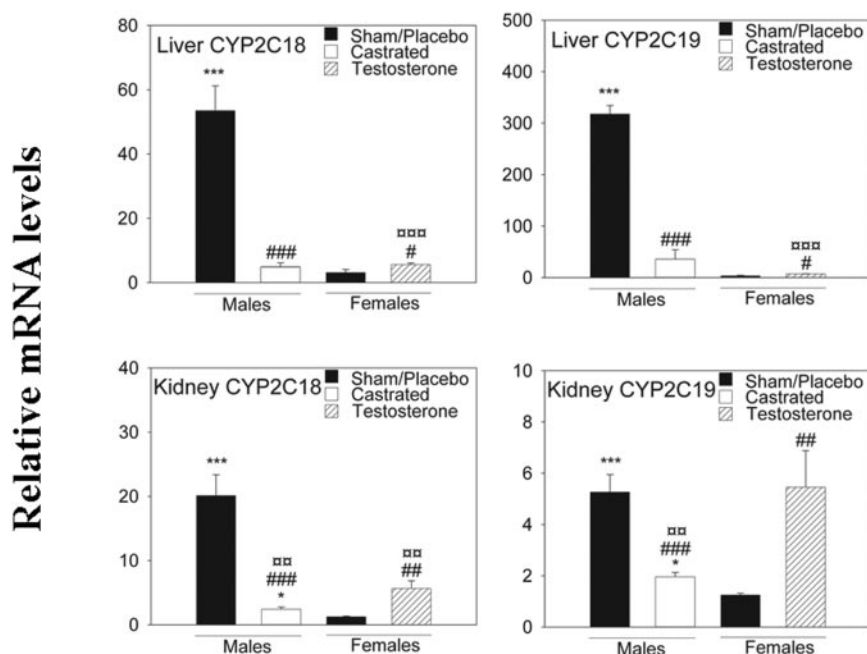 Relative mRNA levels
80
60
40
20
0
Liver CYP2C18
Sham/Placebo
Castrated
Testosterone
***
###
¤¤¤
#
Males
Females
500
400
300
200
100
0
Liver CYP2C19
Sham/Placebo
Castrated
Testosterone
***
###
¤¤¤
#
Males
Females
40
30
20
10
0
Kidney CYP2C18
Sham/Placebo
Castrated
Testosterone
***
¤¤
###
*
¤¤
##
Males
Females
10
8
6
4
2
0
Kidney CYP2C19
Sham/Placebo
Castrated
Testosterone
***
¤¤
###
*
##
Males
Females